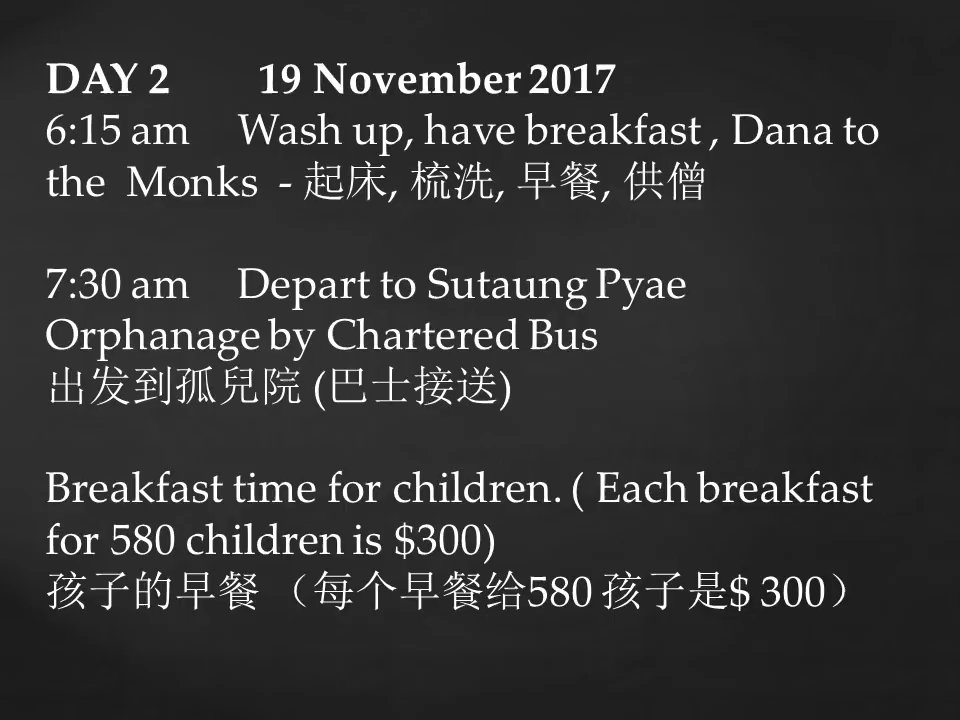 DAY 2 19 November 2017
6:15 am Wash up, have breakfast , Dana to
the Monks - 起床, 梳洗, 早餐, 供僧
7:30 am Depart to Sutaung Pyae
Orphanage by Chartered Bus
出发到孤兒院 (巴士接送)
Breakfast time for children. ( Each breakfast
for 580 children is $300)
孩子的早餐 （每个早餐给580 孩子是$ 300）